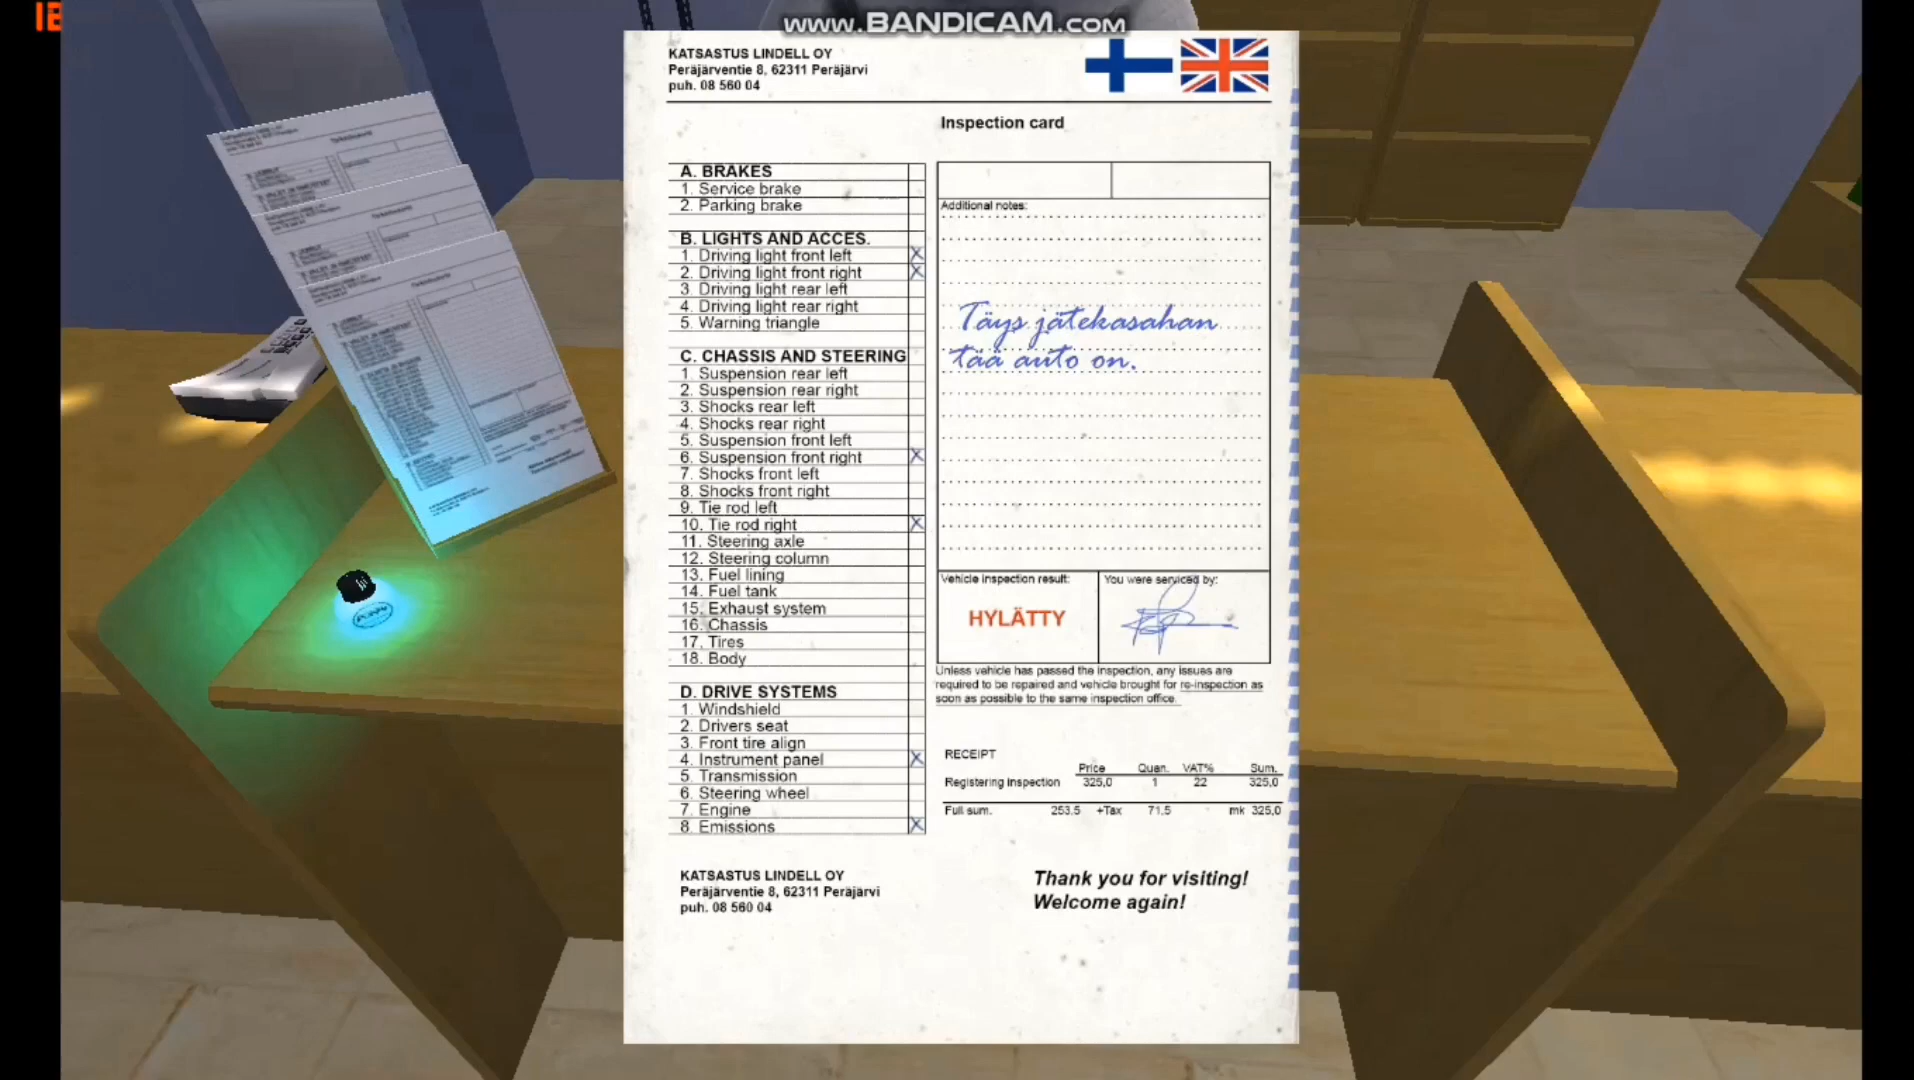 www.BANDICAM.com
KATSASTUS LINDELL OY
Peräjärventie 8, 62311 Peräjärvi
puh. 08 560 04
Inspection card
A. BRAKES
1. Service brake
2. Parking brake
B. LIGHTS AND ACCES.
1. Driving light front left X
2. Driving light front right X
3. Driving light rear left
4. Driving light rear right
5. Warning triangle
C. CHASSIS AND STEERING
1. Suspension rear left
2. Suspension rear right
3. Shocks rear left
4. Shocks rear right
5. Suspension front left
6. Suspension front right X
7. Shocks front left
8. Shocks front right
9. Tie rod left
10. Tie rod right X
11. Steering axle
12. Steering column
13. Fuel lining
14. Fuel tank
15. Exhaust system
16. Chassis
17. Tires
18. Body
D. DRIVE SYSTEMS
1. Windshield
2. Drivers seat
3. Front tire align
4. Instrument panel X
5. Transmission
6. Steering wheel
7. Engine
8. Emissions X
Additional notes:
Täys jätekasahan
tää auto on.
Vehicle inspection result: You were serviced by:
HYLÄTTY
Unless vehicle has passed the inspection, any issues are
required to be repaired and vehicle brought for re-inspection as
soon as possible to the same inspection office.
RECEIPT
Price Quan. VAT% Sum.
Registering inspection 325,0 1 22 325,0
Full sum. 253,5 +Tax 71,5 mk 325,0
KATSASTUS LINDELL OY
Peräjärventie 8, 62311 Peräjärvi
puh. 08 560 04
Thank you for visiting!
Welcome again!